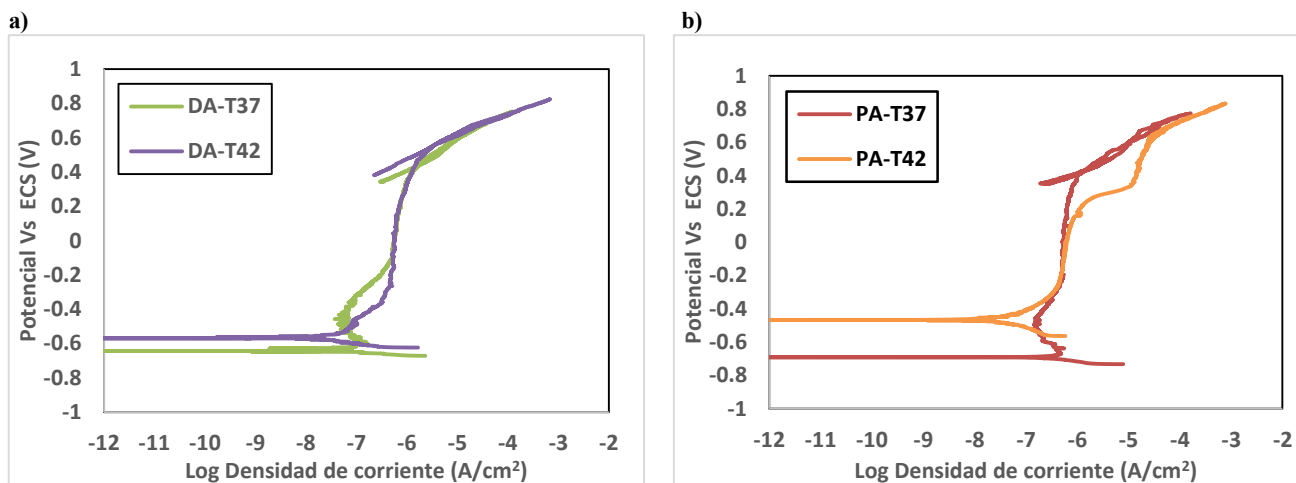 a)
1
0.8
0.6
0.4
0.2
0
-0.2
-0.4
-0.6
-0.8
-1
Potencial Vs ECS (V)
DA-T37
DA-T42
-12 -11 -10 -9 -8 -7 -6 -5 -4 -3 -2
Log Densidad de corriente (A/cm²)
b)
1
0.8
0.6
0.4
0.2
0
-0.2
-0.4
-0.6
-0.8
-1
Potencial Vs ECS (V)
PA-T37
PA-T42
-12 -11 -10 -9 -8 -7 -6 -5 -4 -3 -2
Log Densidad de corriente (A/cm²)